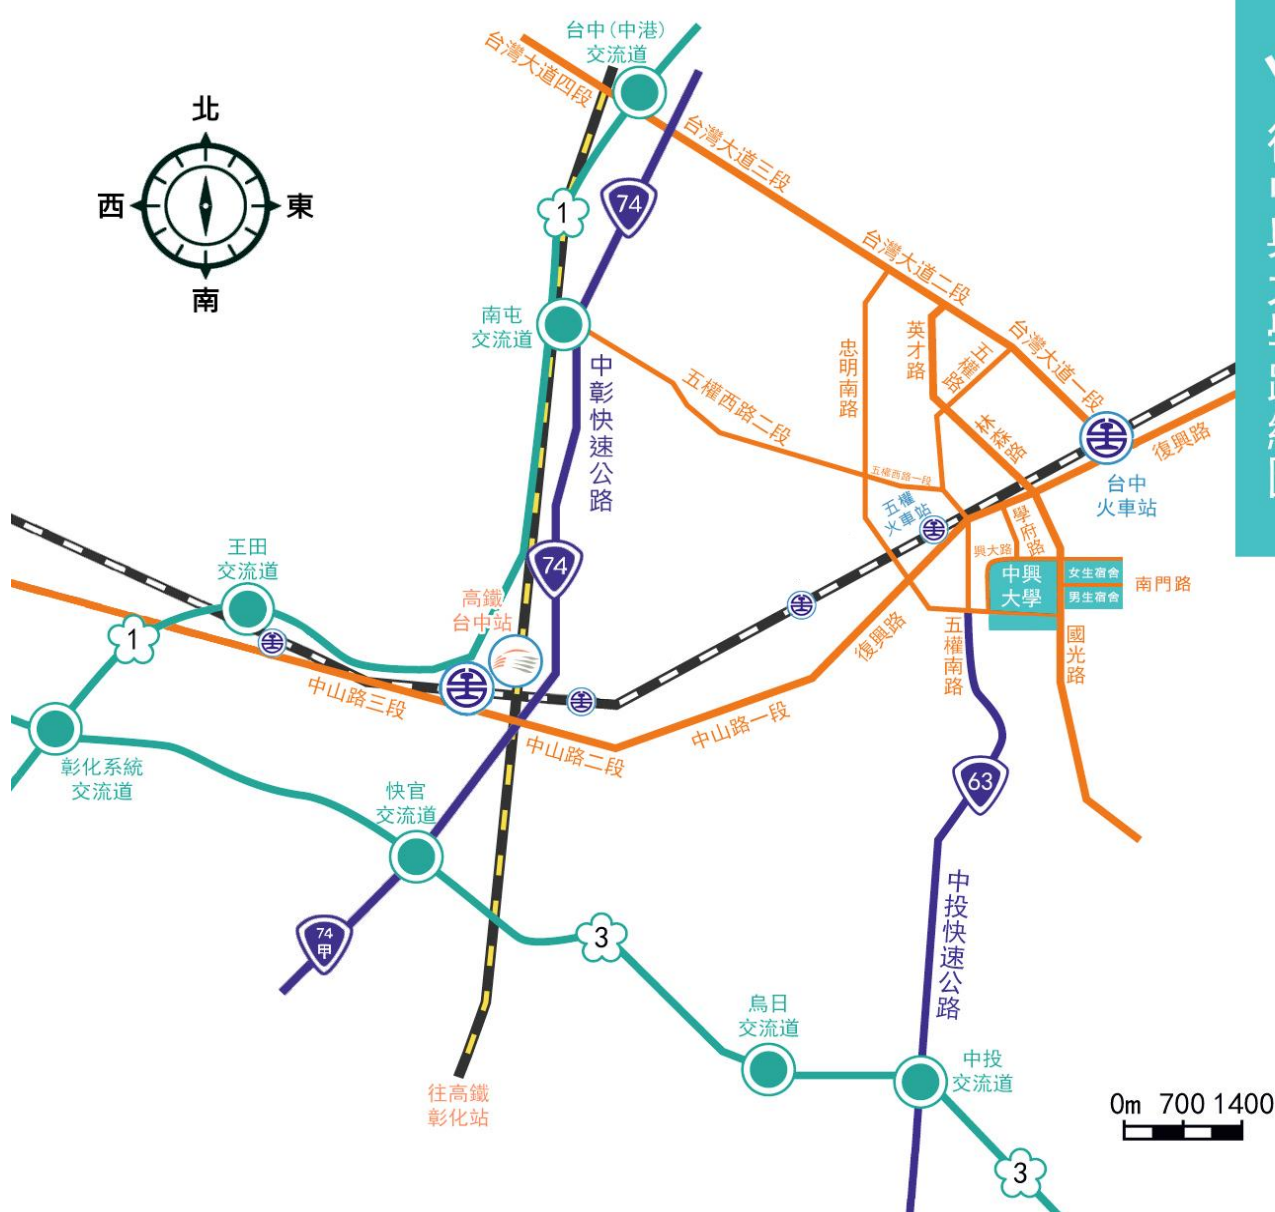 台中(中港)
交流道
台灣大道四段
台灣大道三段
台灣大道二段
台灣大道一段
北
西
東
南
1
74
南屯
交流道
中彰快速公路
五權西路二段
忠明南路
英才路
五權路
林森路
復興路
台中
火車站
五權西路一段
五權
火車站
學府路
興大路
中興
大學
女生宿舍
男生宿舍
南門路
王田
交流道
74
高鐵
台中站
1
復興路
五權南路
國光路
中山路三段
中山路二段
中山路一段
彰化系統
交流道
快官
交流道
63
74
甲
3
中投快速公路
烏日
交流道
中投
交流道
往高鐵
彰化站
0m 700 1400
3